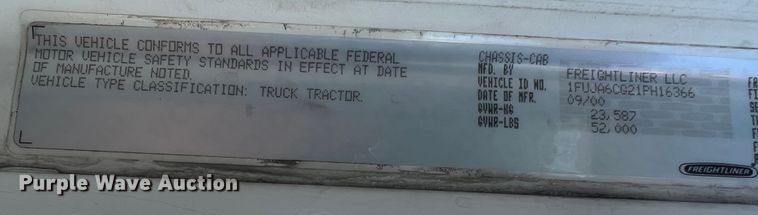 THIS VEHICLE CONFORMS TO ALL APPLICABLE FEDERAL
MOTOR VEHICLE SAFETY STANDARDS IN EFFECT AT DATE
OF MANUFACTURE NOTED.
VEHICLE TYPE CLASSIFICATION: TRUCK TRACTOR.
CHASSIS-CAB
MFD. BY FREIGHTLINER LLC
VEHICLE ID NO. 1FUJA6CG21PH16366
DATE OF MFR. 09/00
GVWR-KG 23,587
GVWR-LBS 52,000
FREIGHTLINER
Purple Wave Auction